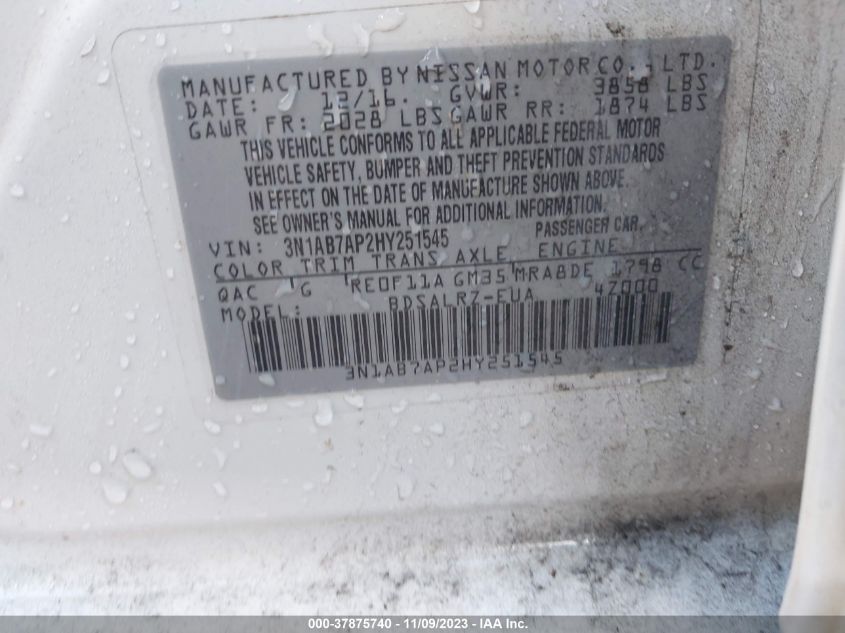 MANUFACTURED BY NISSAN MOTOR CO., LTD.
DATE: 12/16. GVWR: 3858 LBS
GAWR FR: 2028 LBS GAWR RR: 1874 LBS
THIS VEHICLE CONFORMS TO ALL APPLICABLE FEDERAL MOTOR
VEHICLE SAFETY, BUMPER AND THEFT PREVENTION STANDARDS
IN EFFECT ON THE DATE OF MANUFACTURE SHOWN ABOVE.
SEE OWNER'S MANUAL FOR ADDITIONAL INFORMATION.
PASSENGER CAR.
VIN: 3N1AB7AP2HY251545
COLOR TRIM TRANS AXLE ENGINE
QAC G RE0F11A GM35 MRA8DE 1798 CC
MODEL: BDSALRZ-EUA 47000
3N1AB7AP2HY251545
000-37875740 - 11/09/2023 - IAA, Inc.